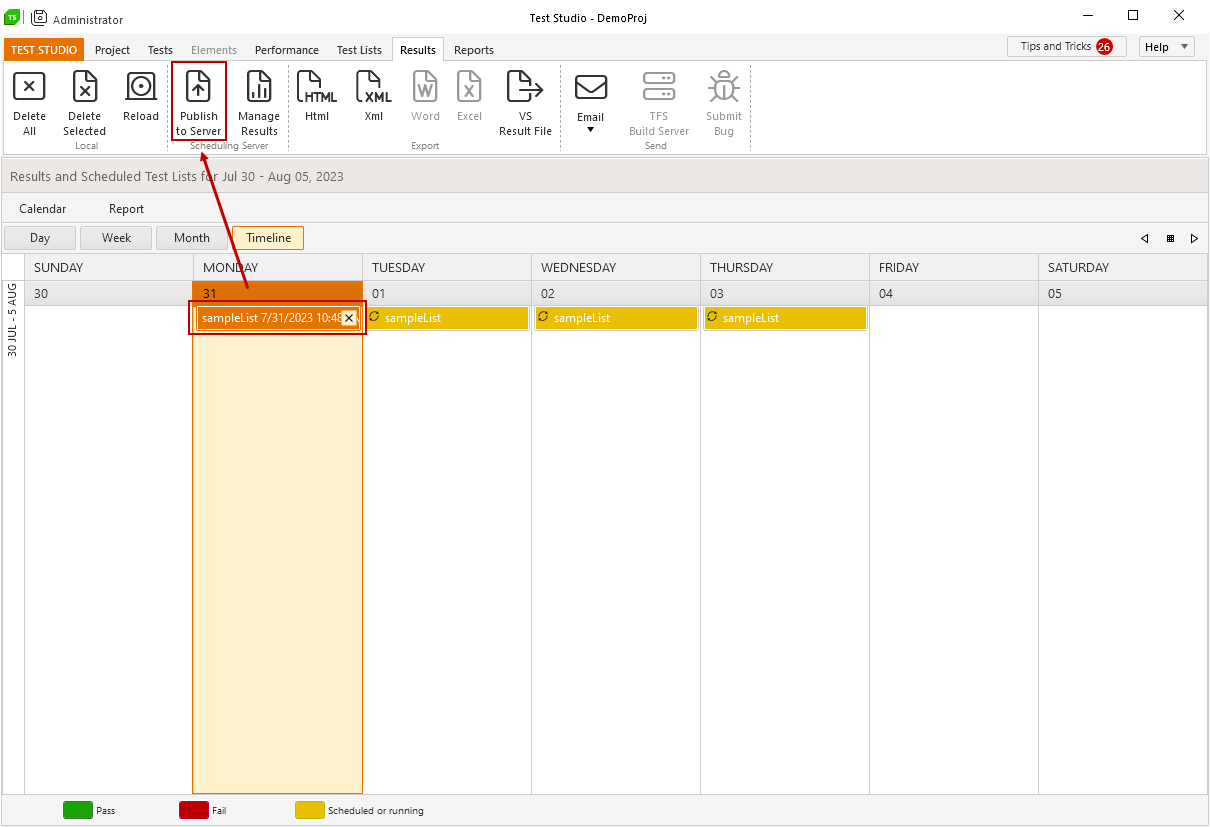 TS
Administrator
Test Studio - DemoProj
TEST STUDIO Project Tests Elements Performance Test Lists Results Reports
Tips and Tricks 26
Help
Delete All
Delete Selected
Reload
Publish to Server
Manage Results
HTML
Html
XML
Xml
W
Word
X
Excel
VS Result File
Email
TFS Build Server
Submit Bug
Local
Scheduling Server
Export
Send
Results and Scheduled Test Lists for Jul 30 - Aug 05, 2023
Calendar Report
Day Week Month Timeline
SUNDAY MONDAY TUESDAY WEDNESDAY THURSDAY FRIDAY SATURDAY
30 31 01 02 03 04 05
30 JUL - 5 AUG
sampleList 7/31/2023 10:48 sampleList sampleList sampleList
Pass Fail Scheduled or running